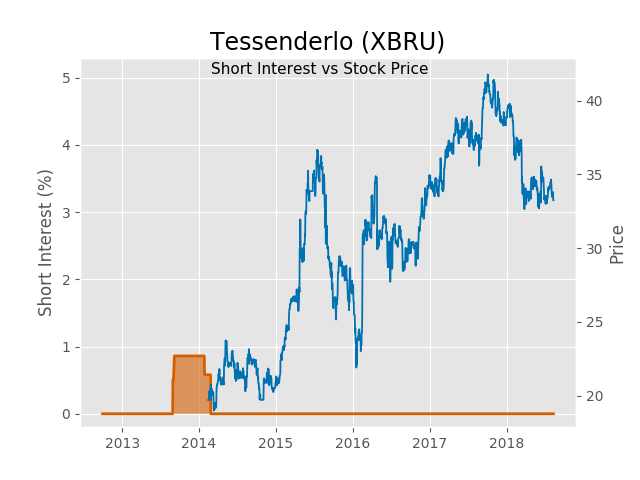 Tessenderlo (XBRU)
Short Interest vs Stock Price
Short Interest (%)
5
4
3
2
1
0
40
35
30
25
20
Price
2013 2014 2015 2016 2017 2018